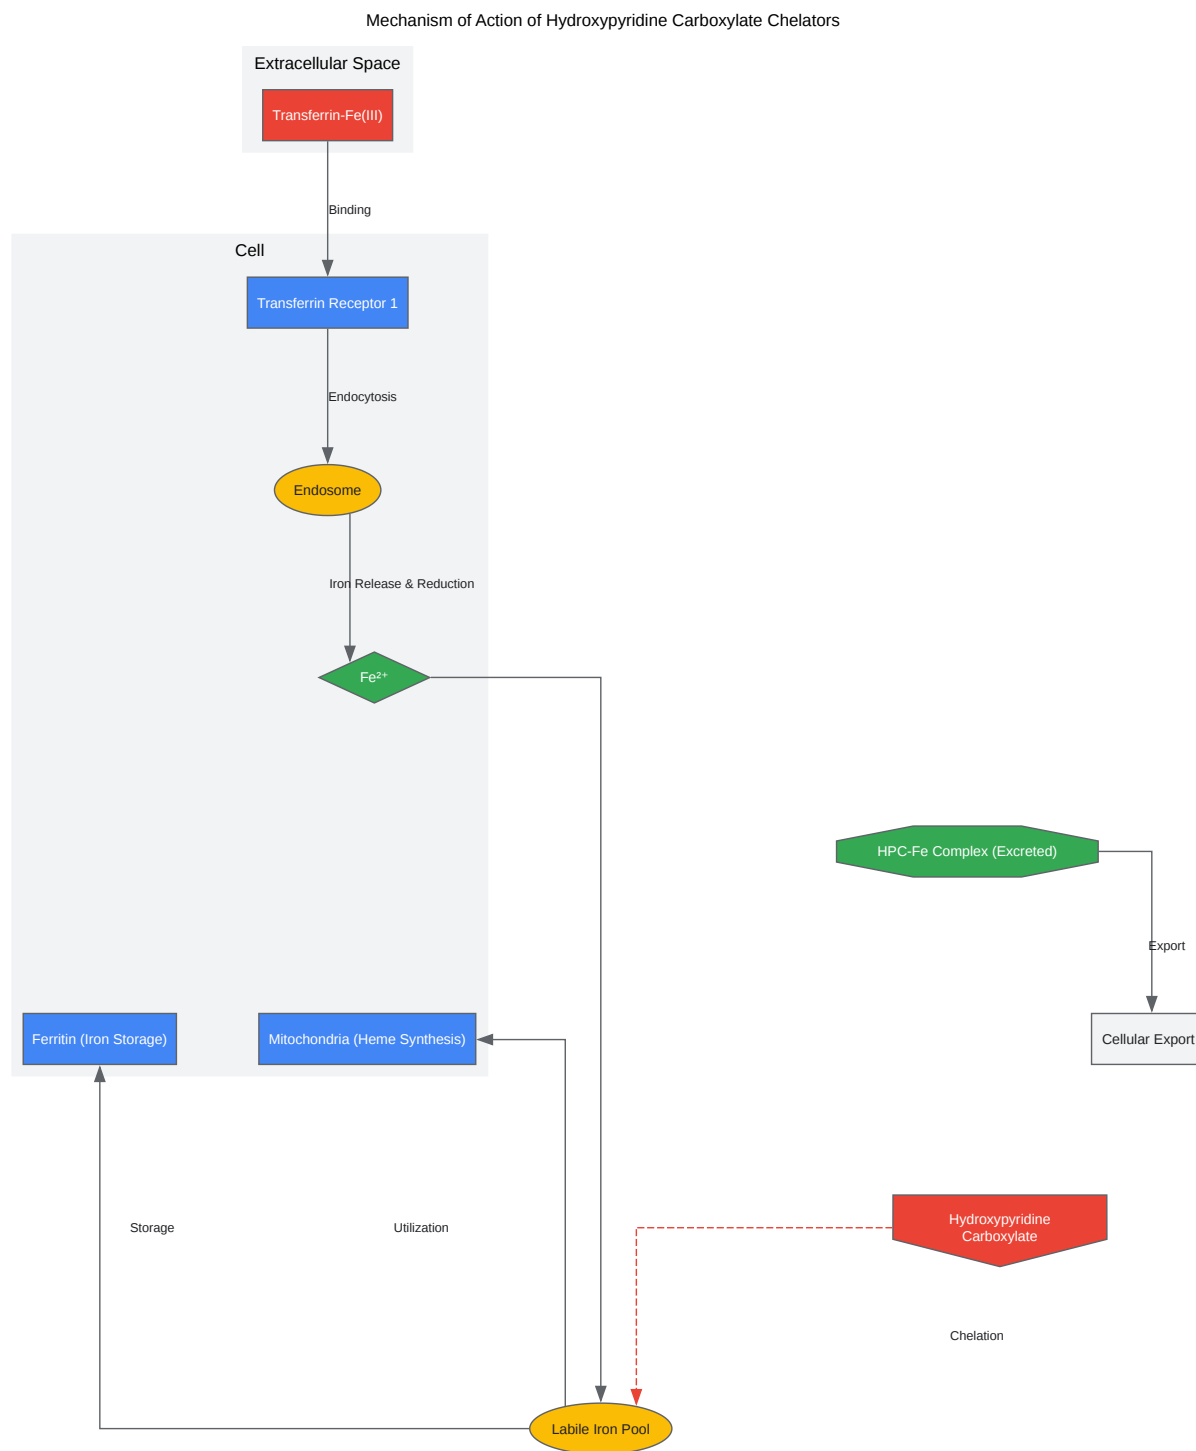 Mechanism of Action of Hydroxypyridine Carboxylate Chelators
Extracellular Space
Transferrin-Fe(III)
Binding
Cell
Transferrin Receptor 1
Endocytosis
Endosome
Iron Release & Reduction
Fe²⁺
HPC-Fe Complex (Excreted)
Export
Ferritin (Iron Storage)
Mitochondria (Heme Synthesis)
Cellular Export
Hydroxypyridine
Carboxylate
Storage
Utilization
Chelation
Labile Iron Pool